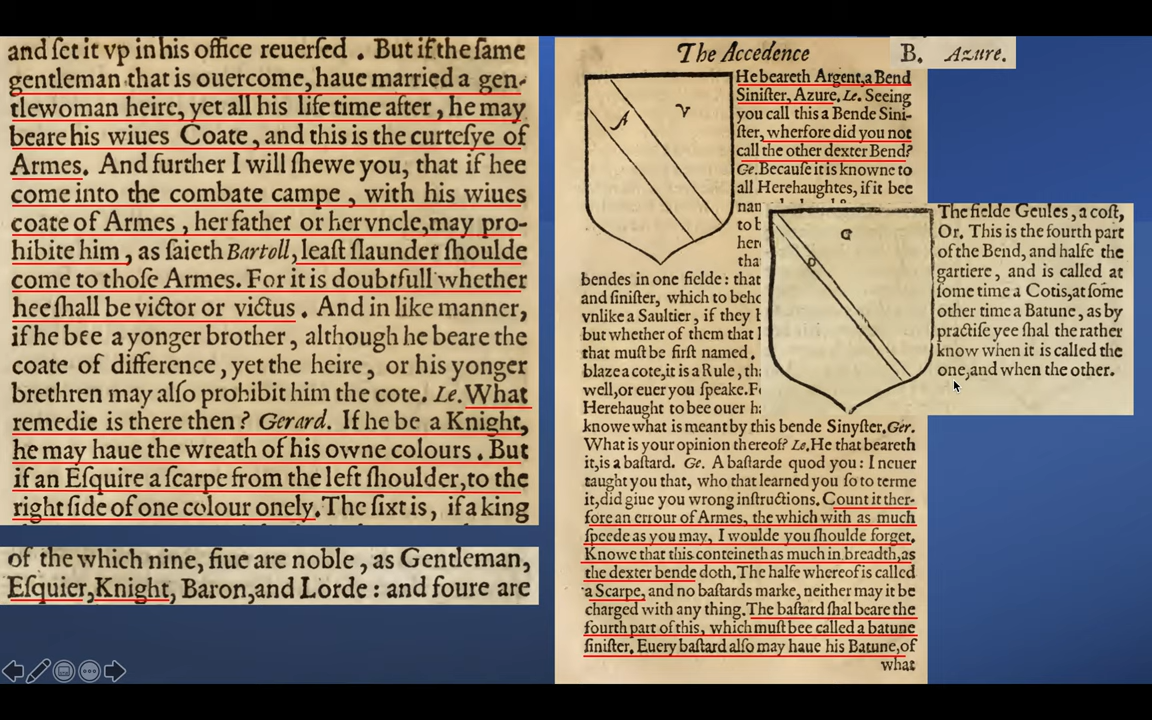 and ſet it vp in his office reuerſed . But if the ſame
gentleman that is ouercome, haue married a gen-
tlewoman heire, yet all his life time after , he may
beare his wiues Coate , and this is the curteſye of
Armes. And further I will ſhewe you, that if hee
come into the combate campe , with his wiues
coate of Armes , her father or her vncle,may pro-
hibite him , as ſaieth Bartoll, leaſt ſlaunder ſhoulde
come to thoſe Armes. For it is doubtfull whether
hee ſhall be victor or victus . And in like manner,
if he bee a yonger brother , although he beare the
coate of difference , yet the heire , or his yonger
brethren may alſo prohibit him the cote. Le. What
remedie is there then ? Gerard. If he be a Knight,
he may haue the wreath of his owne colours . But
if an Eſquire a ſcarpe from the left ſhoulder,to the
right ſide of one colour onely. The ſixt is, if a king
of the which nine, fiue are noble , as Gentleman,
Eſquier,Knight, Baron,and Lorde : and foure are
The Accedence
B. Azure.
A
V
He beareth Argent,a Bend
Siniſter, Azure. Le. Seeing
you call this a Bende Sini-
ſter, wherfore did you not
call the other dexter Bend?
Ge.Becauſe it is knowne to
all Herehaughtes, if it bee
nam
to b
here
tha
bendes in one fielde : that
and ſiniſter, which to beho
vnlike a Saultier , if they
but whether of them that
that muſt be firſt named .
blaze a cote,it is a Rule , th
well,or euer you ſpeake.F
Herehaught to bee ouer h
knowe what is meant by this bende Sinyſter. Ger.
What is your opinion thereof? Le.He that beareth
it,is a baſtard. Ge. A baſtarde quod you : I neuer
taught you that, who that learned you ſo to terme
it,did giue you wrong inſtructions. Count it ther-
fore an errour of Armes, the which with as much
ſpeede as you may, I woulde you ſhoulde forget.
Knowe that this conteineth as much in breadth,as
the dexter bende doth.The halfe whereof is called
a Scarpe, and no baſtards marke, neither may it be
charged with any thing. The baſtard ſhal beare the
fourth part of this, which muſt bee called a batune
ſiniſter. Euery baſtard alſo may haue his Batune,of
what
G
O
The fielde Geules , a coſt,
Or. This is the fourth part
of the Bend, and halfe the
gartiere , and is called at
ſome time a Cotis,at ſome
other time a Batune , as by
practiſe yee ſhal the rather
know when it is called the
one,and when the other.